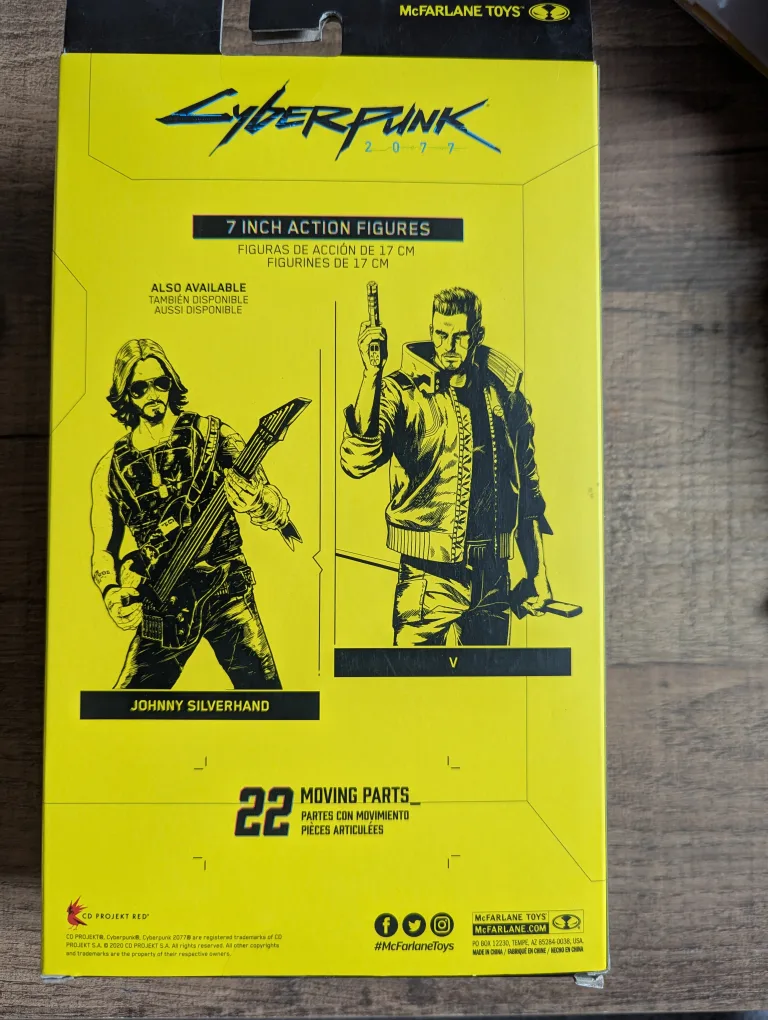 McFARLANE TOYS™
CYBERPUNK
2077
7 INCH ACTION FIGURES
FIGURAS DE ACCIÓN DE 17 CM
FIGURINES DE 17 CM
ALSO AVAILABLE
TAMBIÉN DISPONIBLE
AUSSI DISPONIBLE
V
JOHNNY SILVERHAND
22 MOVING PARTS_
PARTES CON MOVIMIENTO
PIÈCES ARTICULÉES
CD PROJEKT RED®
CD PROJEKT®, Cyberpunk®, Cyberpunk 2077® are registered trademarks of CD
PROJEKT S.A. © 2020 CD PROJEKT S.A. All rights reserved. All other copyrights
and trademarks are the property of their respective owners.
#McFarlaneToys
McFARLANE TOYS
McFARLANE.COM
PO BOX 12230, TEMPE, AZ 85284-0038, USA.
MADE IN CHINA / FABRIQUÉ EN CHINE / HECHO EN CHINA